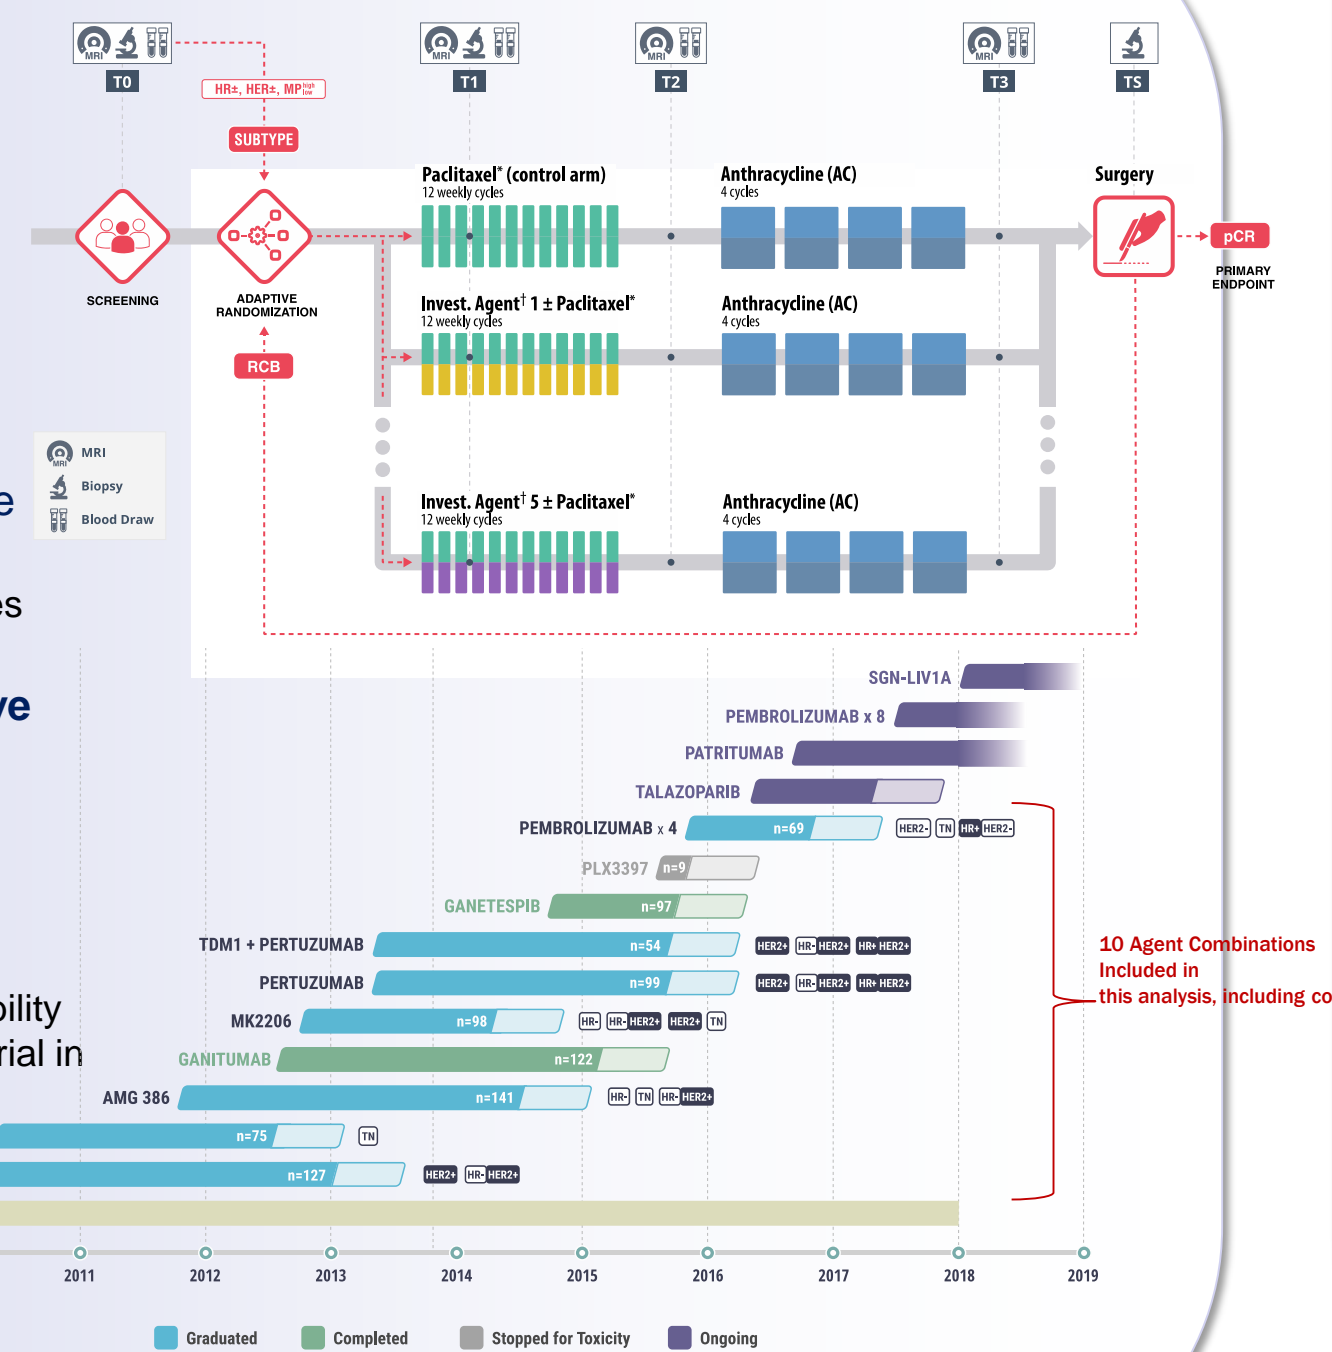 MRI
MRI
MRI
MRI
T0
T1
T2
T3
TS
HR±, HER±, MP high low
SUBTYPE
Paclitaxel* (control arm)
12 weekly cycles
Anthracycline (AC)
4 cycles
Surgery
pCR
PRIMARY
ENDPOINT
SCREENING
ADAPTIVE
RANDOMIZATION
Invest. Agent† 1 ± Paclitaxel*
12 weekly cycles
Anthracycline (AC)
4 cycles
RCB
MRI
MRI
Biopsy
Blood Draw
e
Invest. Agent† 5 ± Paclitaxel*
12 weekly cycles
Anthracycline (AC)
4 cycles
es
ve
SGN-LIV1A
PEMBROLIZUMAB x 8
PATRITUMAB
TALAZOPARIB
PEMBROLIZUMAB x 4 n=69 HER2- TN HR+ HER2-
PLX3397 n=9
GANETESPIB n=97
TDM1 + PERTUZUMAB n=54 HER2+ HR- HER2+ HR+ HER2+
PERTUZUMAB n=99 HER2+ HR- HER2+ HR+ HER2+
MK2206 n=98 HR- HR- HER2+ HER2+ TN
GANITUMAB n=122
AMG 386 n=141 HR- TN HR- HER2+
n=75 TN
n=127 HER2+ HR- HER2+
10 Agent Combinations
Included in
this analysis, including co
bility
rial in
2011 2012 2013 2014 2015 2016 2017 2018 2019
Graduated Completed Stopped for Toxicity Ongoing